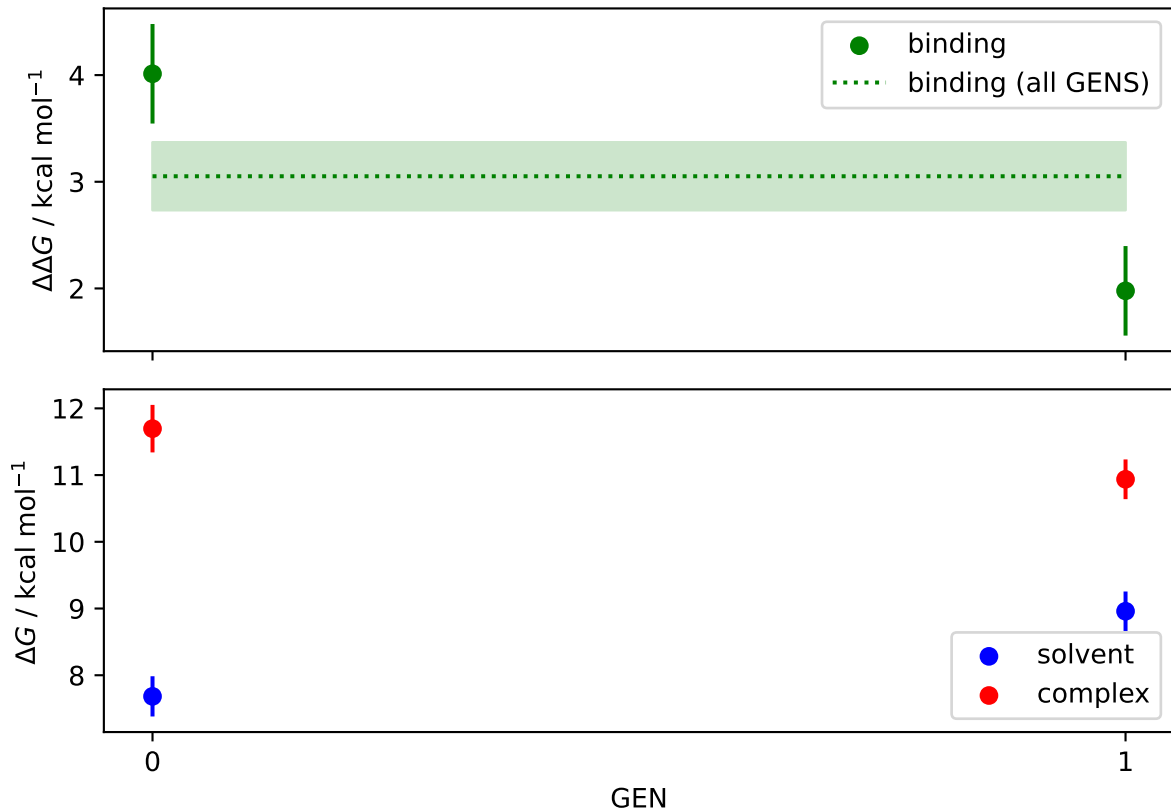 binding
binding (all GENS)
4
3
2
ΔΔG / kcal mol⁻¹
12
11
10
9
8
ΔG / kcal mol⁻¹
solvent
complex
0 1
GEN